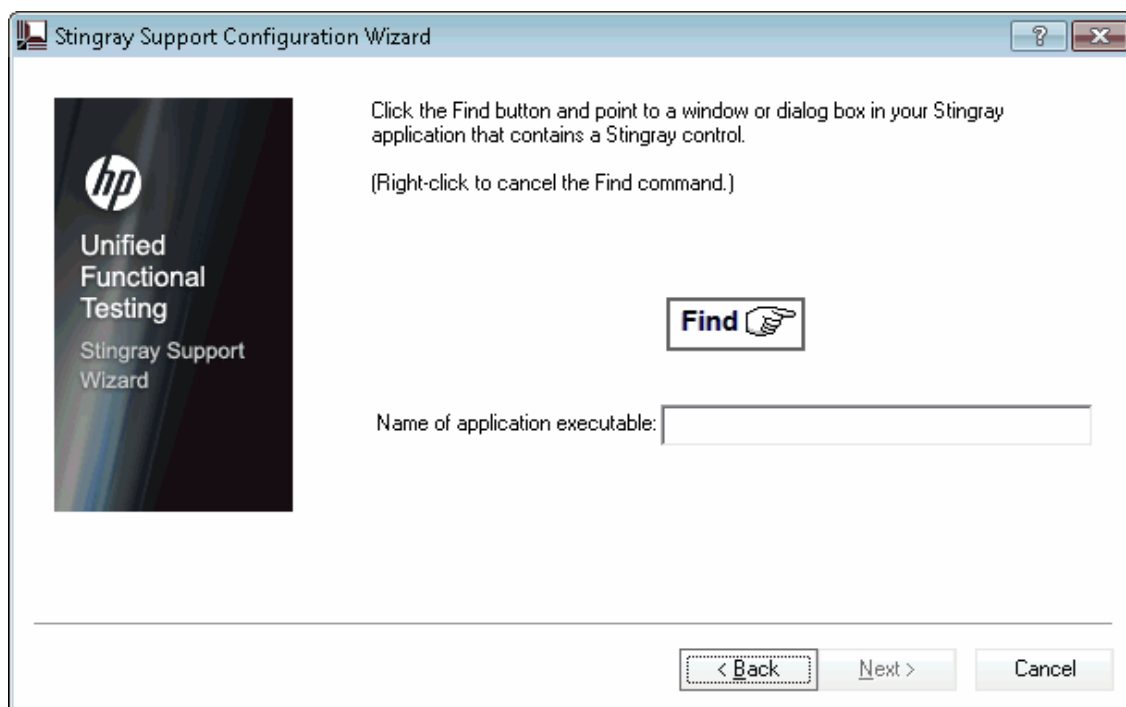 Stingray Support Configuration Wizard
?
hp
Unified
Functional
Testing
Stingray Support
Wizard
Click the Find button and point to a window or dialog box in your Stingray
application that contains a Stingray control.
(Right-click to cancel the Find command.)
Find
Name of application executable:
< Back
Next >
Cancel